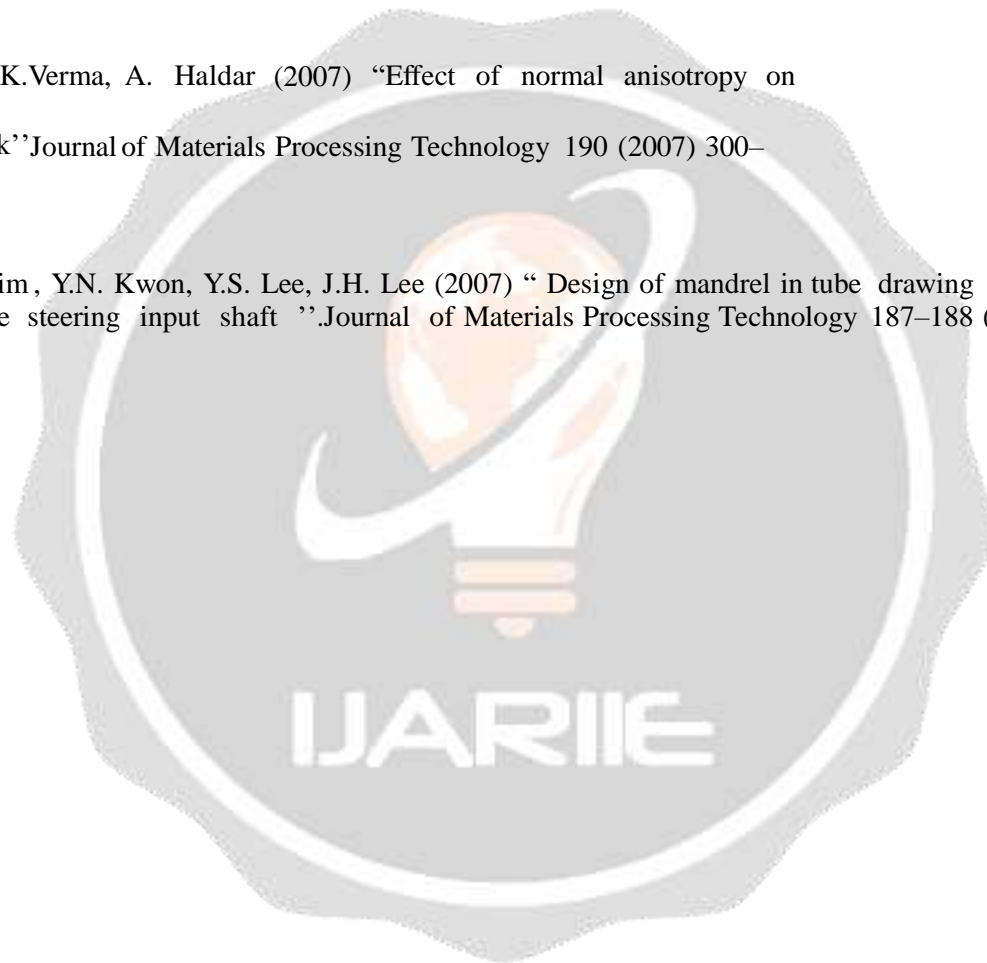 K.Verma, A. Haldar (2007) “Effect of normal anisotropy on
k’’Journal of Materials Processing Technology 190 (2007) 300–
im , Y.N. Kwon, Y.S. Lee, J.H. Lee (2007) “ Design of mandrel in tube drawing
e steering input shaft ’’.Journal of Materials Processing Technology 187–188 (
IJARIIE